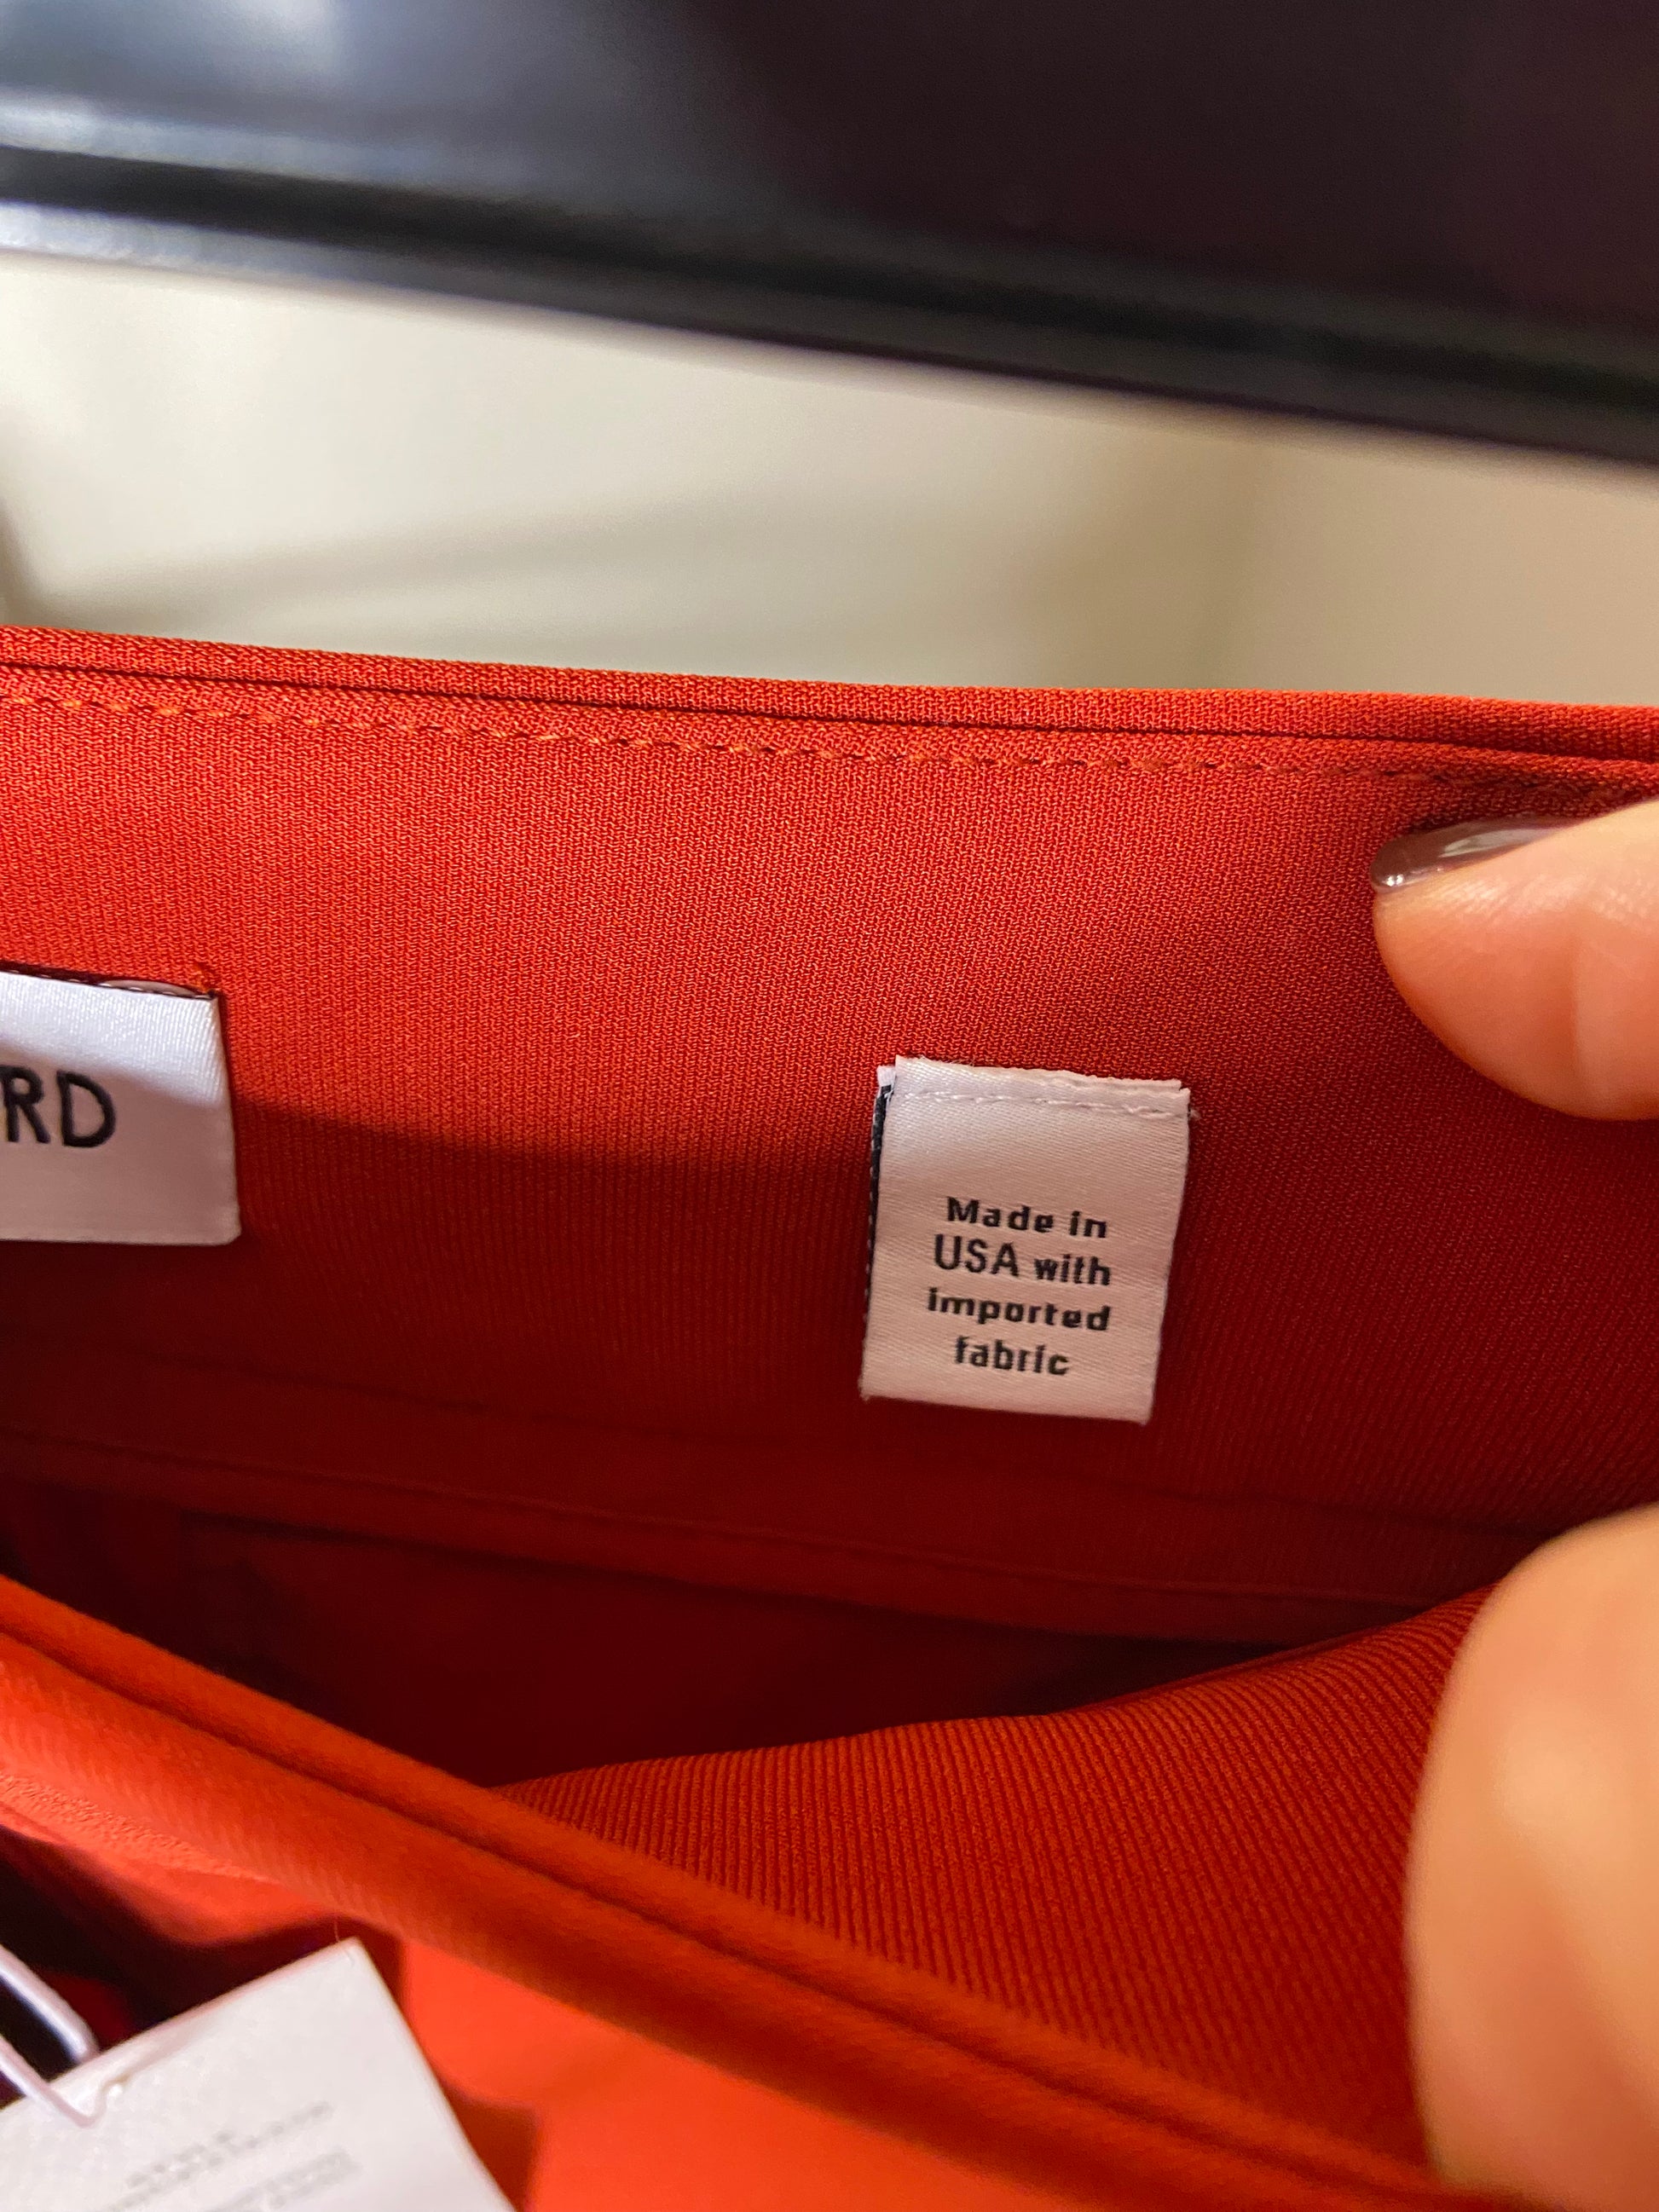 RD
Made in
USA with
imported
fabric